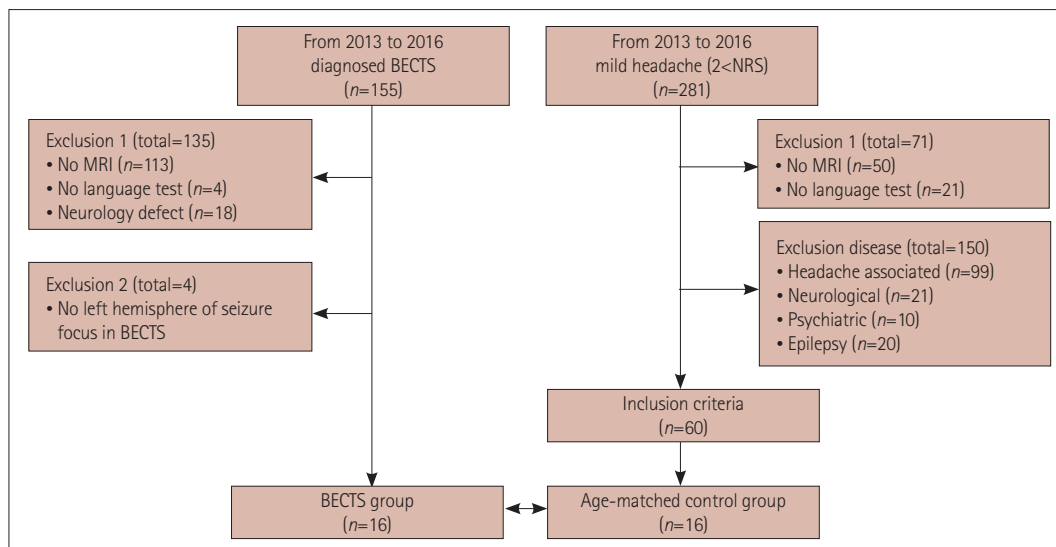 From 2013 to 2016
diagnosed BECTS
(n=155)
From 2013 to 2016
mild headache (2<NRS)
(n=281)
Exclusion 1 (total=135)
• No MRI (n=113)
• No language test (n=4)
• Neurology defect (n=18)
Exclusion 1 (total=71)
• No MRI (n=50)
• No language test (n=21)
Exclusion 2 (total=4)
• No left hemisphere of seizure
focus in BECTS
Exclusion disease (total=150)
• Headache associated (n=99)
• Neurological (n=21)
• Psychiatric (n=10)
• Epilepsy (n=20)
Inclusion criteria
(n=60)
BECTS group
(n=16)
Age-matched control group
(n=16)